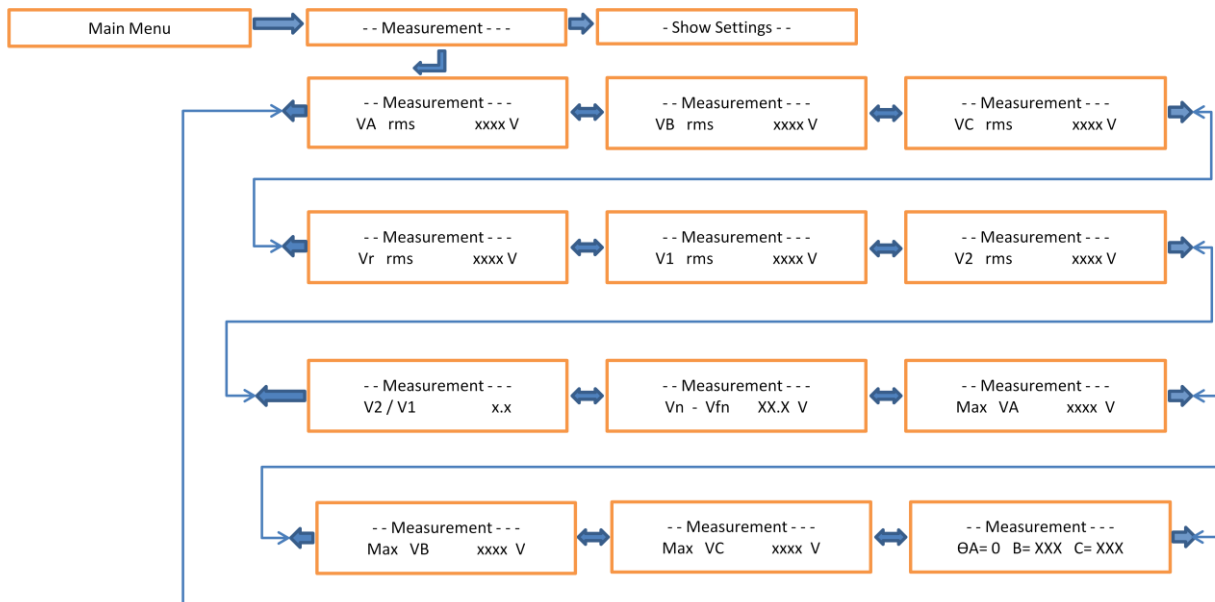 Main Menu
- - Measurement - - -
- Show Settings - -
- - Measurement - - -
VA rms xxxx V
- - Measurement - - -
VB rms xxxx V
- - Measurement - - -
VC rms xxxx V
- - Measurement - - -
Vr rms xxxx V
- - Measurement - - -
V1 rms xxxx V
- - Measurement - - -
V2 rms xxxx V
- - Measurement - - -
V2 / V1 x.x
- - Measurement - - -
Vn - Vfn XX.X V
- - Measurement - - -
Max VA xxxx V
- - Measurement - - -
Max VB xxxx V
- - Measurement - - -
Max VC xxxx V
- - Measurement - - -
ΘA= 0 B= XXX C= XXX